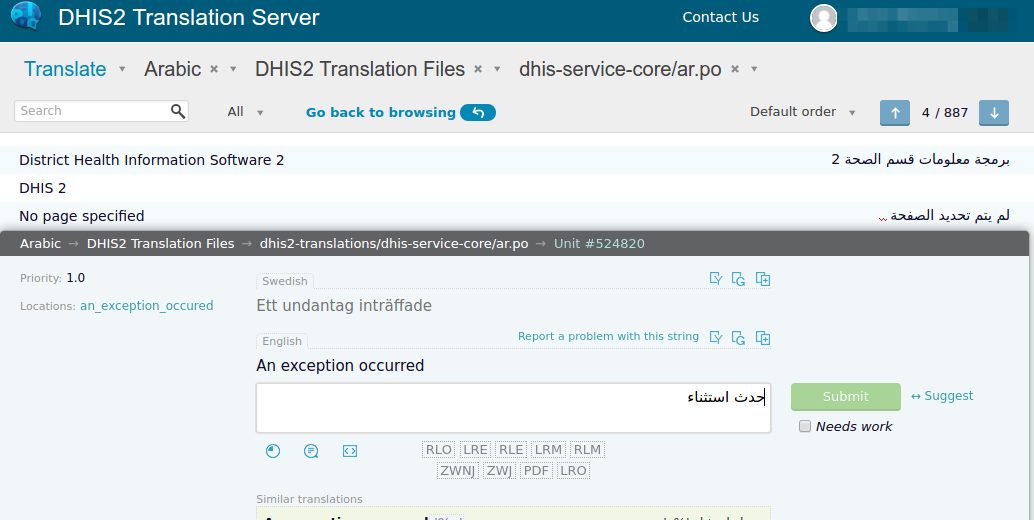 DHIS2 Translation Server
Contact Us
Translate Arabic × DHIS2 Translation Files × dhis-service-core/ar.po ×
Search All Go back to browsing Default order 4 / 887
District Health Information Software 2 برمجة معلومات قسم الصحة 2
DHIS 2
No page specified لم يتم تحديد الصفحة
Arabic → DHIS2 Translation Files → dhis2-translations/dhis-service-core/ar.po → Unit #524820
Priority: 1.0
Locations: an_exception_occured
Swedish
Ett undantag inträffade
English Report a problem with this string
An exception occurred
حدث استثناء
Submit ↔ Suggest
Needs work
RLO LRE RLE LRM RLM
ZWNJ ZWJ PDF LRO
Similar translations